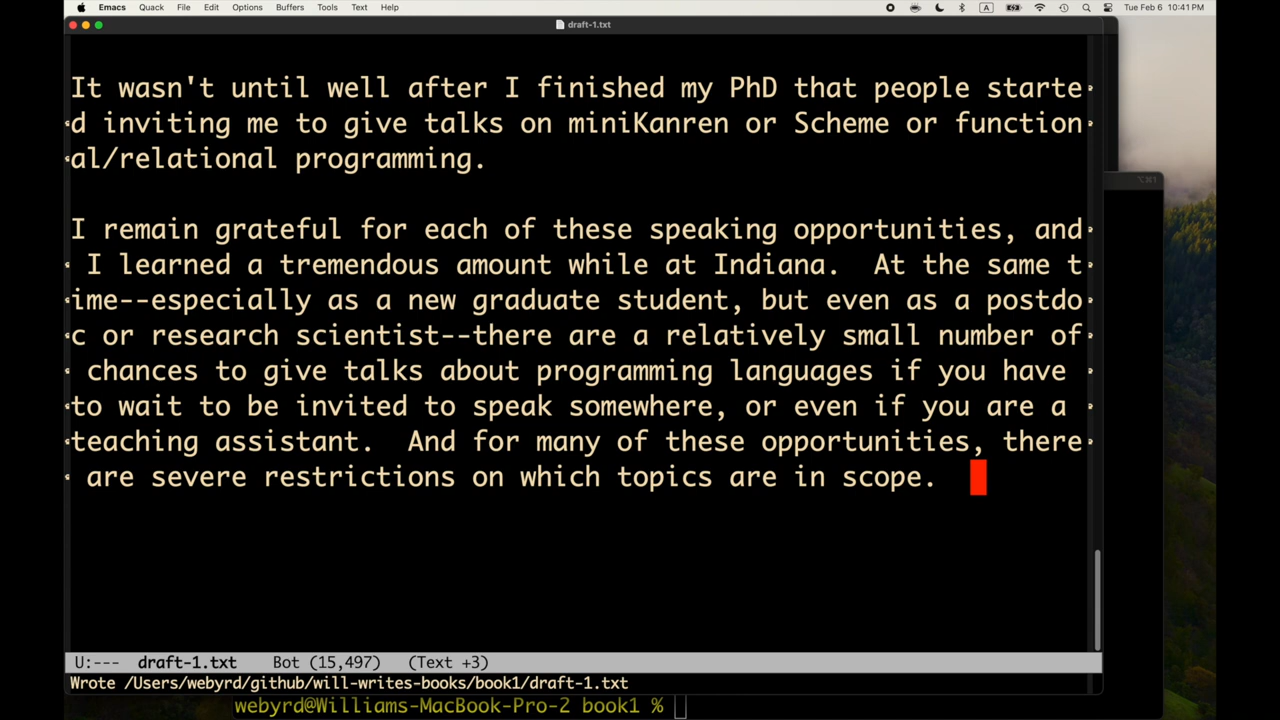 Emacs Quack File Edit Options Buffers Tools Text Help A Tue Feb 6 10:41 PM
draft-1.txt
It wasn't until well after I finished my PhD that people starte
d inviting me to give talks on miniKanren or Scheme or function
al/relational programming.
I remain grateful for each of these speaking opportunities, and
I learned a tremendous amount while at Indiana.  At the same t
ime--especially as a new graduate student, but even as a postdo
c or research scientist--there are a relatively small number of
chances to give talks about programming languages if you have
to wait to be invited to speak somewhere, or even if you are a
teaching assistant.  And for many of these opportunities, there
are severe restrictions on which topics are in scope.
U:--- draft-1.txt Bot (15,497) (Text +3)
Wrote /Users/webyrd/github/will-writes-books/book1/draft-1.txt
webyrd@Williams-MacBook-Pro-2 book1 %
⌥⌘1